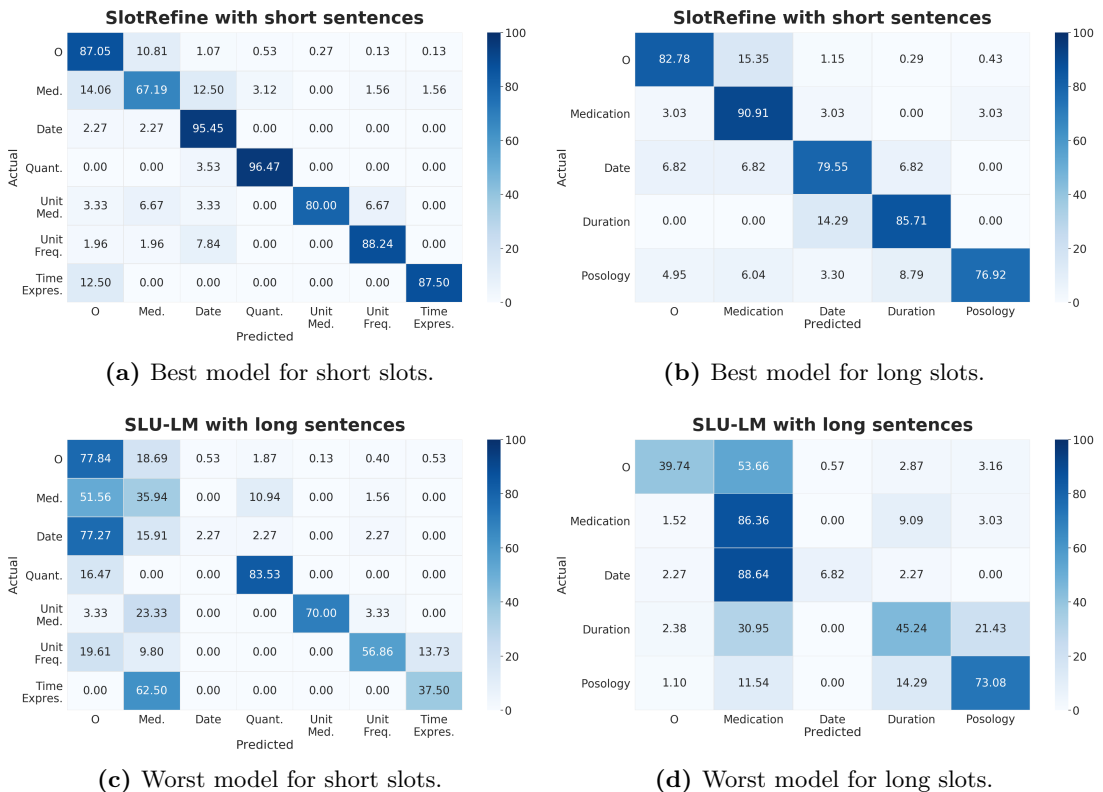 SlotRefine with short sentences
O 87.05 10.81 1.07 0.53 0.27 0.13 0.13
Med. 14.06 67.19 12.50 3.12 0.00 1.56 1.56
Date 2.27 2.27 95.45 0.00 0.00 0.00 0.00
Quant. 0.00 0.00 3.53 96.47 0.00 0.00 0.00
Unit Med. 3.33 6.67 3.33 0.00 80.00 6.67 0.00
Unit Freq. 1.96 1.96 7.84 0.00 0.00 88.24 0.00
Time Expres. 12.50 0.00 0.00 0.00 0.00 0.00 87.50
O Med. Date Quant. Unit Med. Unit Freq. Time Expres.
Predicted
Actual
100
80
60
40
20
0
(a) Best model for short slots.
SlotRefine with short sentences
O 82.78 15.35 1.15 0.29 0.43
Medication 3.03 90.91 3.03 0.00 3.03
Date 6.82 6.82 79.55 6.82 0.00
Duration 0.00 0.00 14.29 85.71 0.00
Posology 4.95 6.04 3.30 8.79 76.92
O Medication Date Duration Posology
Predicted
Actual
100
80
60
40
20
0
(b) Best model for long slots.
SLU-LM with long sentences
O 77.84 18.69 0.53 1.87 0.13 0.40 0.53
Med. 51.56 35.94 0.00 10.94 0.00 1.56 0.00
Date 77.27 15.91 2.27 2.27 0.00 2.27 0.00
Quant. 16.47 0.00 0.00 83.53 0.00 0.00 0.00
Unit Med. 3.33 23.33 0.00 0.00 70.00 3.33 0.00
Unit Freq. 19.61 9.80 0.00 0.00 0.00 56.86 13.73
Time Expres. 0.00 62.50 0.00 0.00 0.00 0.00 37.50
O Med. Date Quant. Unit Med. Unit Freq. Time Expres.
Predicted
Actual
100
80
60
40
20
0
(c) Worst model for short slots.
SLU-LM with long sentences
O 39.74 53.66 0.57 2.87 3.16
Medication 1.52 86.36 0.00 9.09 3.03
Date 2.27 88.64 6.82 2.27 0.00
Duration 2.38 30.95 0.00 45.24 21.43
Posology 1.10 11.54 0.00 14.29 73.08
O Medication Date Duration Posology
Predicted
Actual
100
80
60
40
20
0
(d) Worst model for long slots.